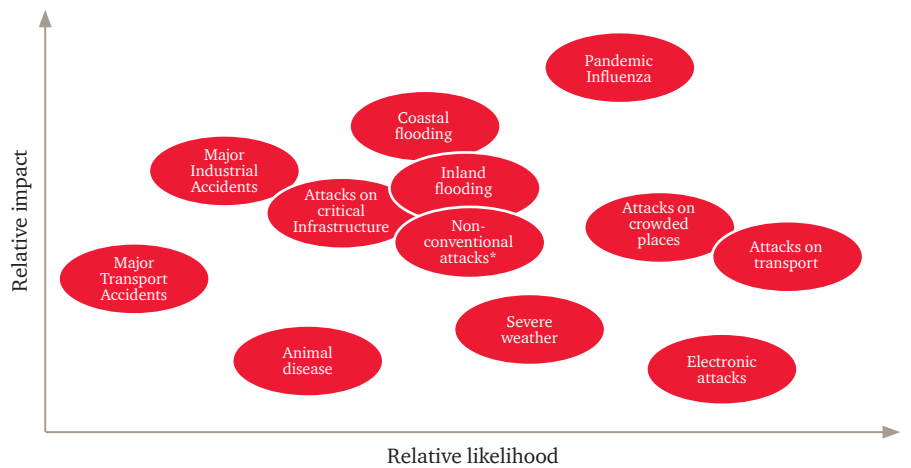 Pandemic
Influenza
Coastal
flooding
Major
Industrial
Accidents
Inland
flooding
Attacks on
critical
Infrastructure
Non-
conventional
attacks*
Attacks on
crowded
places
Attacks on
transport
Major
Transport
Accidents
Severe
weather
Animal
disease
Electronic
attacks
Relative impact
Relative likelihood